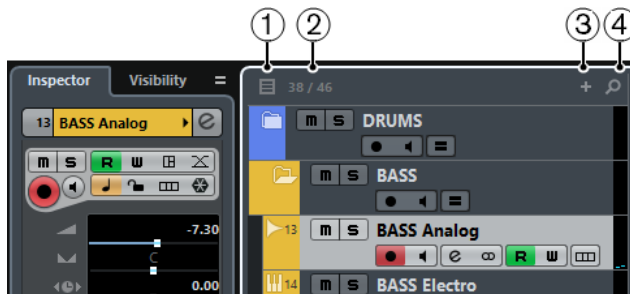 1 2 3 4
Inspector Visibility
38 / 46
13 BASS Analog e
m S R W
-7.30
C
0.00
m S DRUMS
m S BASS
13 m S BASS Analog
e R W
14 m S BASS Electro